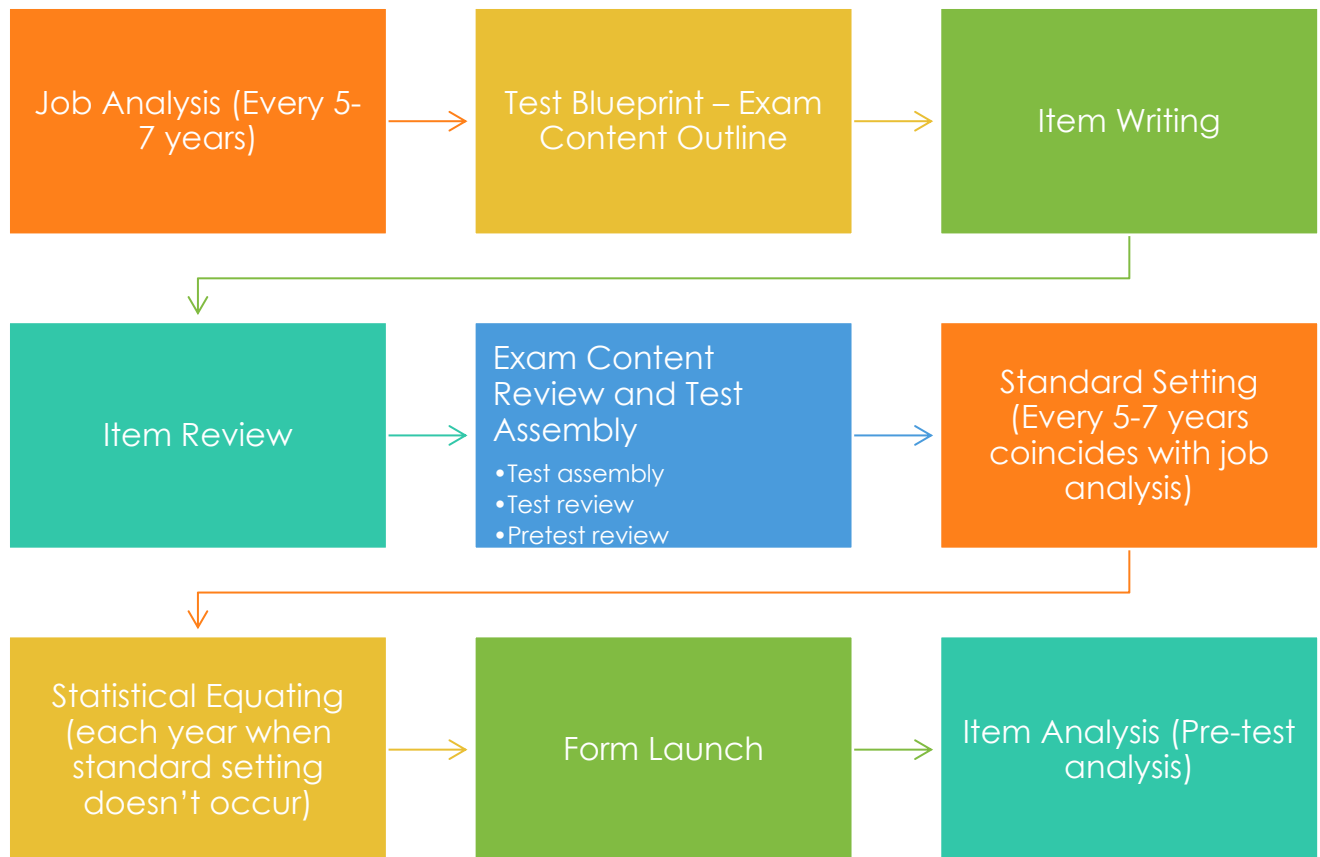 Job Analysis (Every 5-
7 years)
Test Blueprint – Exam
Content Outline
Item Writing
Item Review
Exam Content
Review and Test
Assembly
•Test assembly
•Test review
•Pretest review
Standard Setting
(Every 5-7 years
coincides with job
analysis)
Statistical Equating
(each year when
standard setting
doesn’t occur)
Form Launch
Item Analysis (Pre-test
analysis)